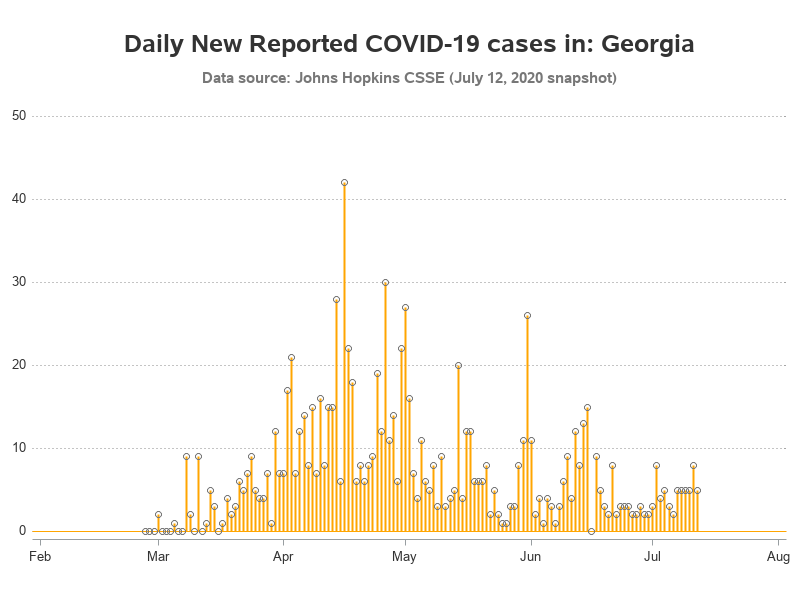 Daily New Reported COVID-19 cases in: Georgia
Data source: Johns Hopkins CSSE (July 12, 2020 snapshot)
50
40
30
20
10
0
Feb Mar Apr May Jun Jul Aug